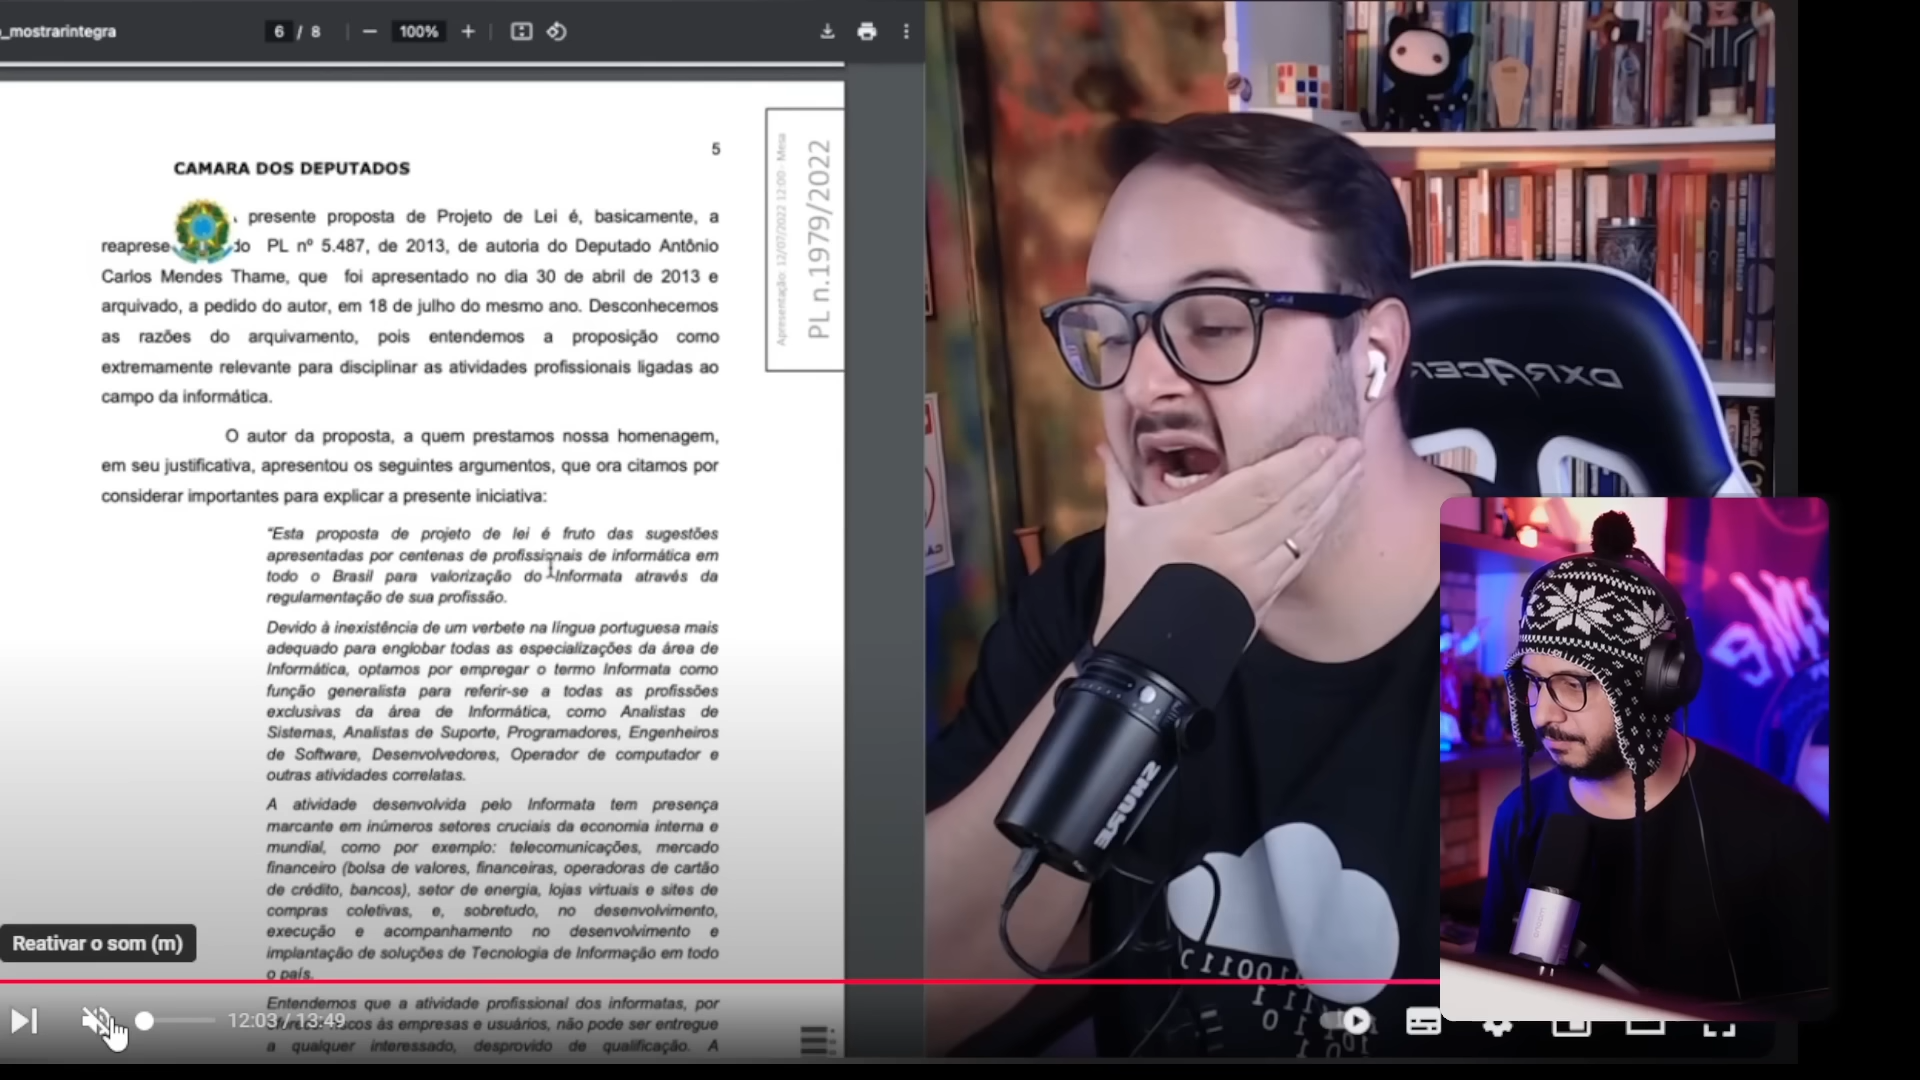 _mostrarintegra
6 / 8
100%
5
CAMARA DOS DEPUTADOS
presente proposta de Projeto de Lei é, basicamente, a
reaprese do PL nº 5.487, de 2013, de autoria do Deputado Antônio
Carlos Mendes Thame, que foi apresentado no dia 30 de abril de 2013 e
arquivado, a pedido do autor, em 18 de julho do mesmo ano. Desconhecemos
as razões do arquivamento, pois entendemos a proposição como
extremamente relevante para disciplinar as atividades profissionais ligadas ao
campo da informática.
O autor da proposta, a quem prestamos nossa homenagem,
em seu justificativa, apresentou os seguintes argumentos, que ora citamos por
considerar importantes para explicar a presente iniciativa:
"Esta proposta de projeto de lei é fruto das sugestões
apresentadas por centenas de profissionais de informática em
todo o Brasil para valorização do Informata através da
regulamentação de sua profissão.
Devido à inexistência de um verbete na língua portuguesa mais
adequado para englobar todas as especializações da área de
Informática, optamos por empregar o termo Informata como
função generalista para referir-se a todas as profissões
exclusivas da área de Informática, como Analistas de
Sistemas, Analistas de Suporte, Programadores, Engenheiros
de Software, Desenvolvedores, Operador de computador e
outras atividades correlatas.
A atividade desenvolvida pelo Informata tem presença
marcante em inúmeros setores cruciais da economia interna e
mundial, como por exemplo: telecomunicações, mercado
financeiro (bolsa de valores, financeiras, operadoras de cartão
de crédito, bancos), setor de energia, lojas virtuais e sites de
compras coletivas, e, sobretudo, no desenvolvimento,
execução e acompanhamento no desenvolvimento e
implantação de soluções de Tecnologia de Informação em todo
o país.
Entendemos que a atividade profissional dos informatas, por
riscos às empresas e usuários, não pode ser entregue
a qualquer interessado, desprovido de qualificação. A
Apresentação: 12/07/2022 12:00 - Mesa
PL n.1979/2022
Reativar o som (m)
12:03 / 13:49
DXRACER
SHURE